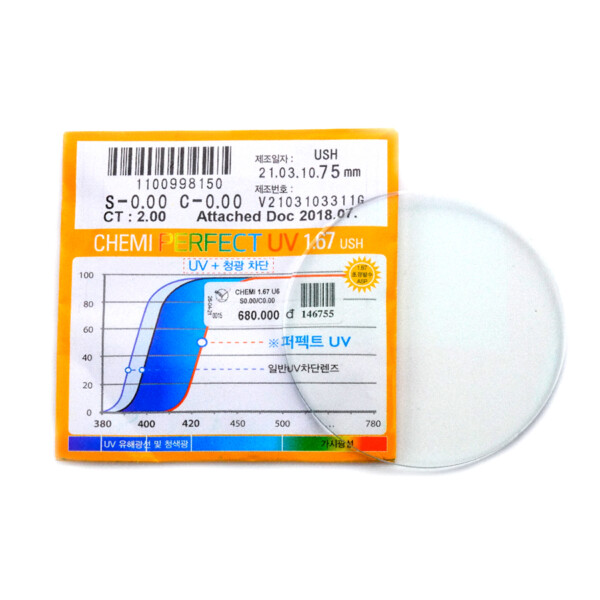 제조일자 : USH
1100998150 21.03.10.75mm
제조번호 :
S-0.00 C-0.00 V2103103311G
CT : 2.00 Attached Doc 2018.07.
CHEMI PERFECT UV 1.67 USH
UV + 청광 차단
1.67
100
80
60
40
20
0
CHEMI 1.67 U6
S0.00/C0.00
680.000 đ 146755
※퍼펙트 UV
일반UV차단렌즈
380 400 420 450 500 ... 780
UV 유해광선 및 청색광 가시광선